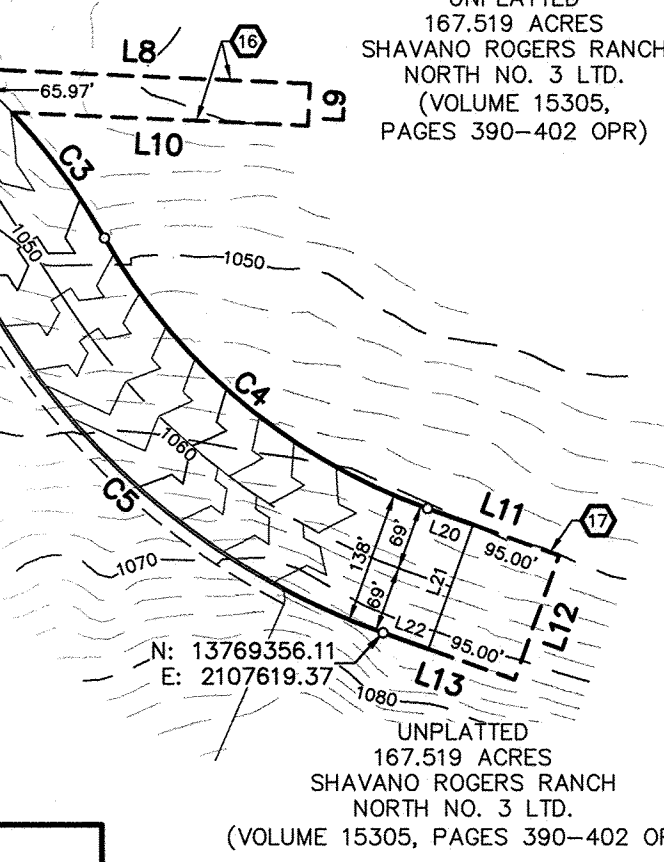 UNPLATTED
167.519 ACRES
SHAVANO ROGERS RANCH
NORTH NO. 3 LTD.
(VOLUME 15305,
PAGES 390-402 OPR)
L8
16
65.97'
L9
L10
C3
1050
1050
C4
1060
C5
1070
L11
17
L20
95.00'
69'
138'
L21
69'
L12
L22
95.00'
L13
N: 13769356.11
E: 2107619.37
1080
UNPLATTED
167.519 ACRES
SHAVANO ROGERS RANCH
NORTH NO. 3 LTD.
(VOLUME 15305, PAGES 390-402 OP